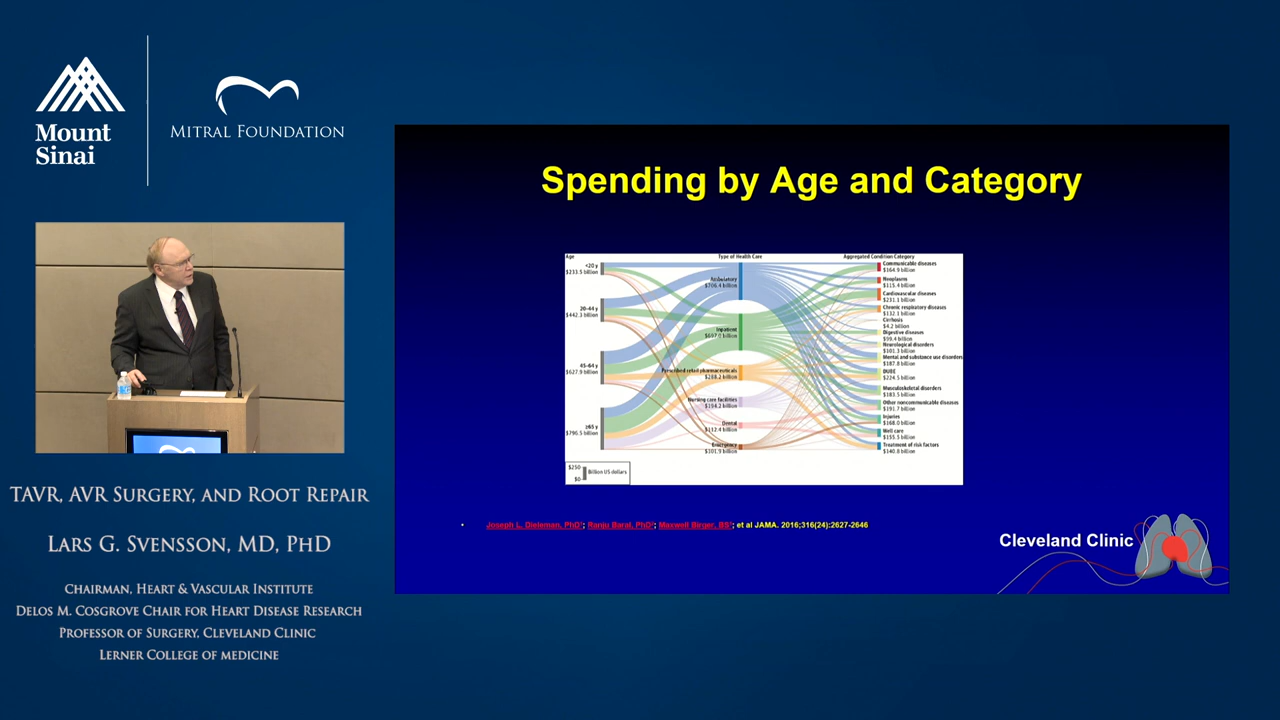 Mount
Sinai
MITRAL FOUNDATION
TAVR, AVR SURGERY, AND ROOT REPAIR
LARS G. SVENSSON, MD, PHD
CHAIRMAN, HEART & VASCULAR INSTITUTE
DELOS M. COSGROVE CHAIR FOR HEART DISEASE RESEARCH
PROFESSOR OF SURGERY, CLEVELAND CLINIC
LERNER COLLEGE OF MEDICINE
Spending by Age and Category
Age
<20 y
$233.5 billion
20-44 y
$442.3 billion
45-64 y
$627.9 billion
≥65 y
$796.5 billion
Type of Health Care
Ambulatory
$706.4 billion
Inpatient
$697.0 billion
Prescribed retail pharmaceuticals
$288.2 billion
Nursing care facilities
$194.2 billion
Dental
$112.4 billion
Emergency
$101.9 billion
Aggregated Condition Category
Communicable diseases
$164.9 billion
Neoplasms
$115.4 billion
Cardiovascular diseases
$231.1 billion
Chronic respiratory diseases
$132.1 billion
Cirrhosis
$4.2 billion
Digestive diseases
$99.4 billion
Neurological disorders
$101.3 billion
Mental and substance use disorders
$187.8 billion
DUBE
$224.5 billion
Musculoskeletal disorders
$183.5 billion
Other noncommunicable diseases
$191.7 billion
Injuries
$168.0 billion
Well care
$155.5 billion
Treatment of risk factors
$140.8 billion
$250
$0
Billion US dollars
• Joseph L. Dieleman, PhD; Ranju Baral, PhD; Maxwell Birger, BS; et al JAMA. 2016;316(24):2627-2646
Cleveland Clinic